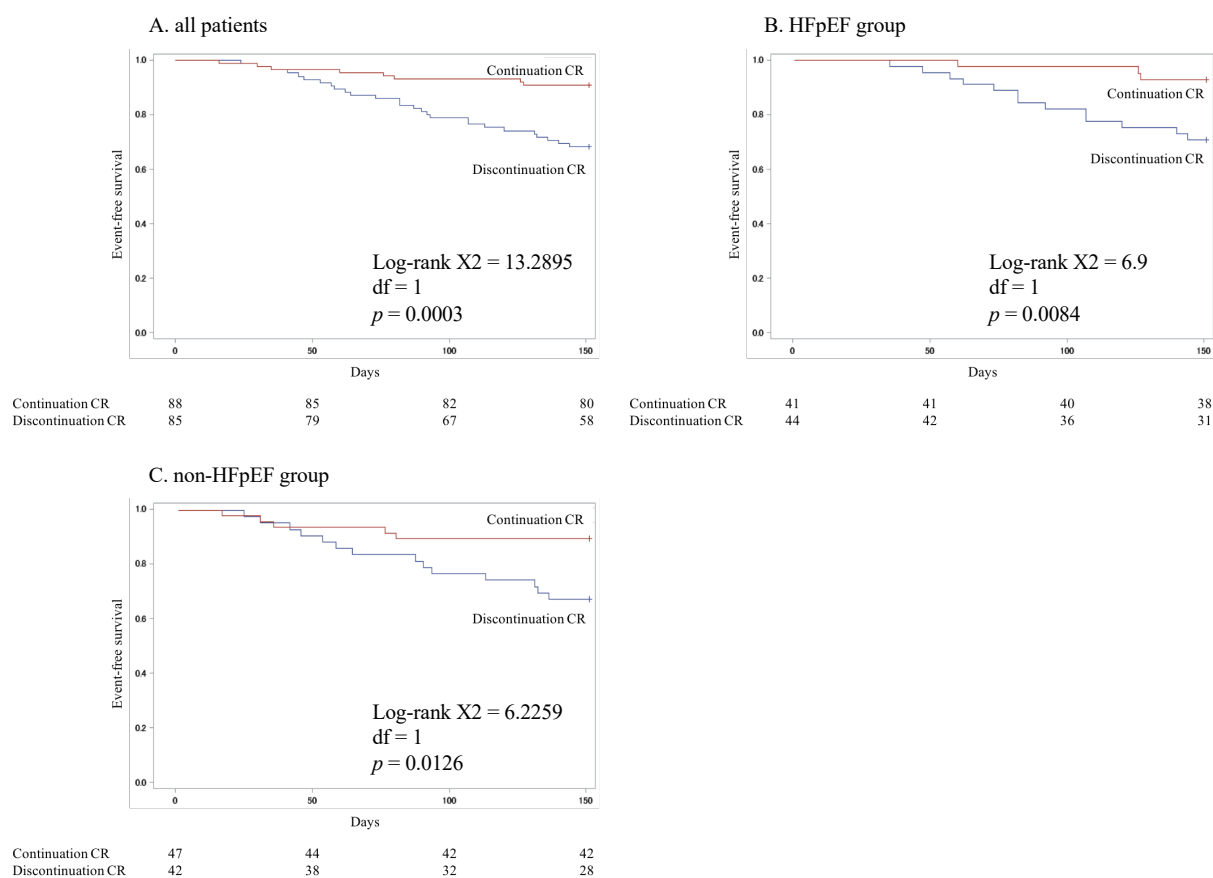 A. all patients
1.0
0.8
0.6
0.4
0.2
0.0
Event-free survival
Continuation CR
Discontinuation CR
Log-rank X2 = 13.2895
df = 1
p = 0.0003
0 50 100 150
Days
Continuation CR 88 85 82 80
Discontinuation CR 85 79 67 58
B. HFpEF group
1.0
0.8
0.6
0.4
0.2
0.0
Event-free survival
Continuation CR
Discontinuation CR
Log-rank X2 = 6.9
df = 1
p = 0.0084
0 50 100 150
Days
Continuation CR 41 41 40 38
Discontinuation CR 44 42 36 31
C. non-HFpEF group
1.0
0.8
0.6
0.4
0.2
0.0
Event-free survival
Continuation CR
Discontinuation CR
Log-rank X2 = 6.2259
df = 1
p = 0.0126
0 50 100 150
Days
Continuation CR 47 44 42 42
Discontinuation CR 42 38 32 28